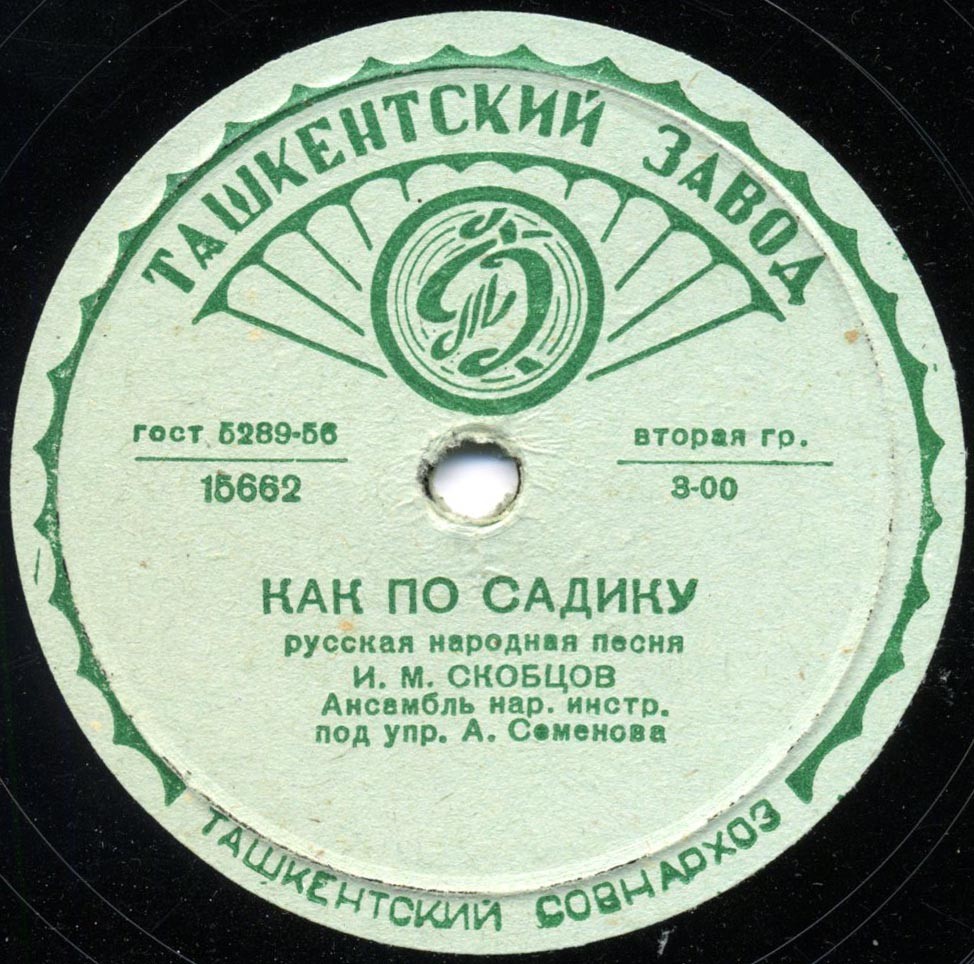 ТАШКЕНТСКИЙ ЗАВОД
гост 5289-56
15662
вторая гр.
3-00
КАК ПО САДИКУ
русская народная песня
И. М. СКОБЦОВ
Ансамбль нар. инстр.
под упр. А. Семенова
ТАШКЕНТСКИЙ СОВНАРХОЗ